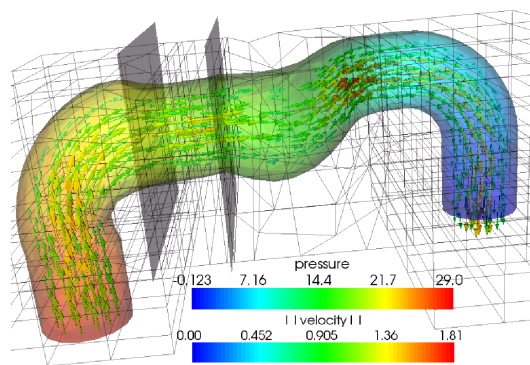 pressure
-0.123 7.16 14.4 21.7 29.0
||velocity||
0.00 0.452 0.905 1.36 1.81